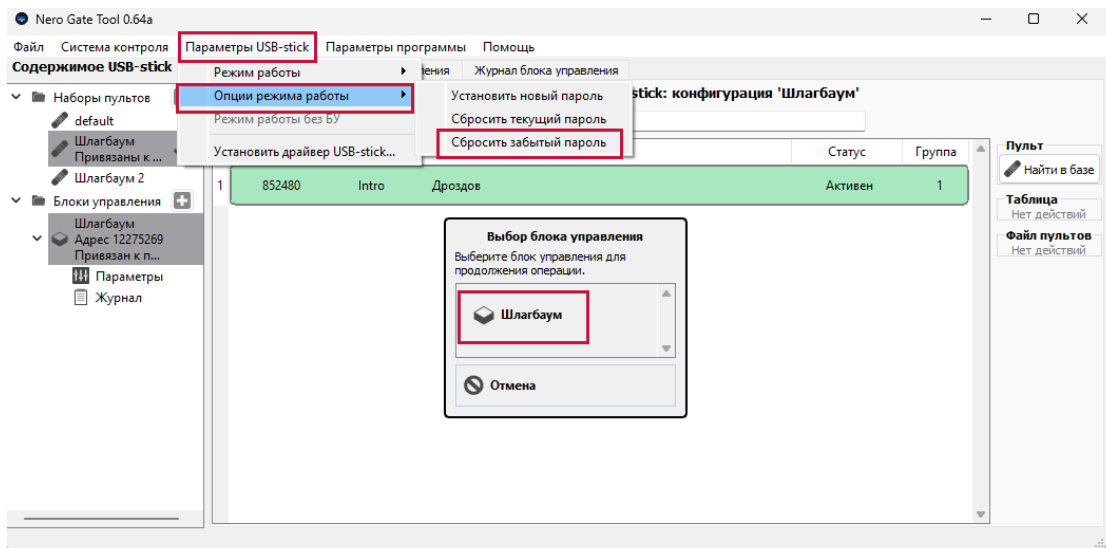 Nero Gate Tool 0.64a
Файл Система контроля Параметры USB-stick Параметры программы Помощь
Содержимое USB-stick
Режим работы
Опции режима работы
Режим работы без БУ
Установить драйвер USB-stick...
Установить новый пароль
Сбросить текущий пароль
Сбросить забытый пароль
Журнал блока управления
stick: конфигурация 'Шлагбаум'
Наборы пультов
default
Шлагбаум
Привязаны к ...
Шлагбаум 2
Блоки управления
Шлагбаум
Адрес 12275269
Привязан к п...
Параметры
Журнал
Статус Группа
1 852480 Intro Дроздов Активен 1
Выбор блока управления
Выберите блок управления для
продолжения операции.
Шлагбаум
Отмена
Пульт
Найти в базе
Таблица
Нет действий
Файл пультов
Нет действий